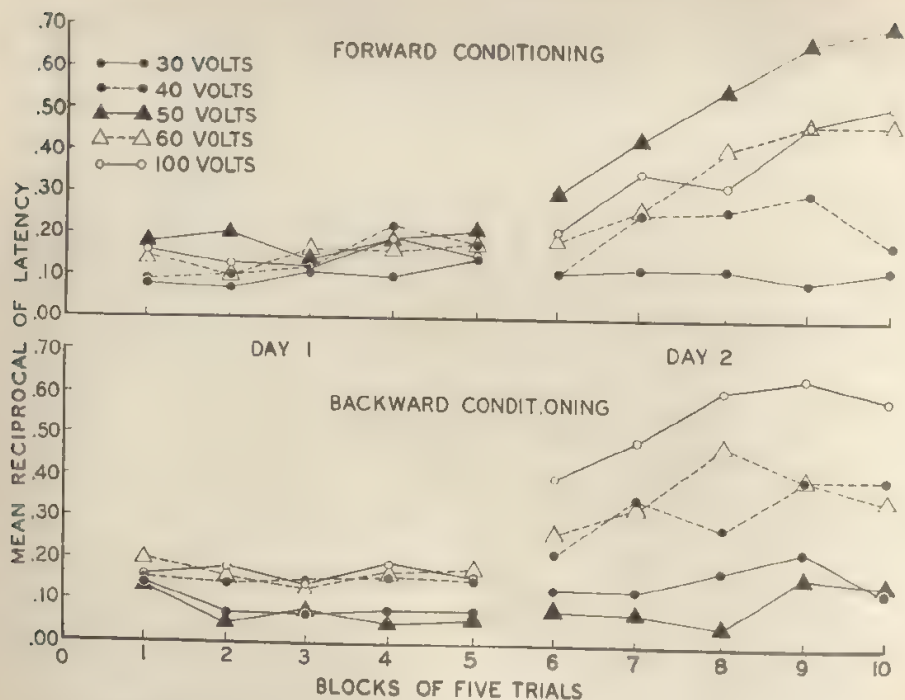 MEAN RECIPROCAL OF LATENCY
.70
.60
.50
.40
.30
.20
.10
.00
FORWARD CONDITIONING
30 VOLTS
40 VOLTS
50 VOLTS
60 VOLTS
100 VOLTS
DAY 1
DAY 2
.70
.60
.50
.40
.30
.20
.10
.00
BACKWARD CONDIT.ONING
0 1 2 3 4 5 6 7 8 9 10
BLOCKS OF FIVE TRIALS